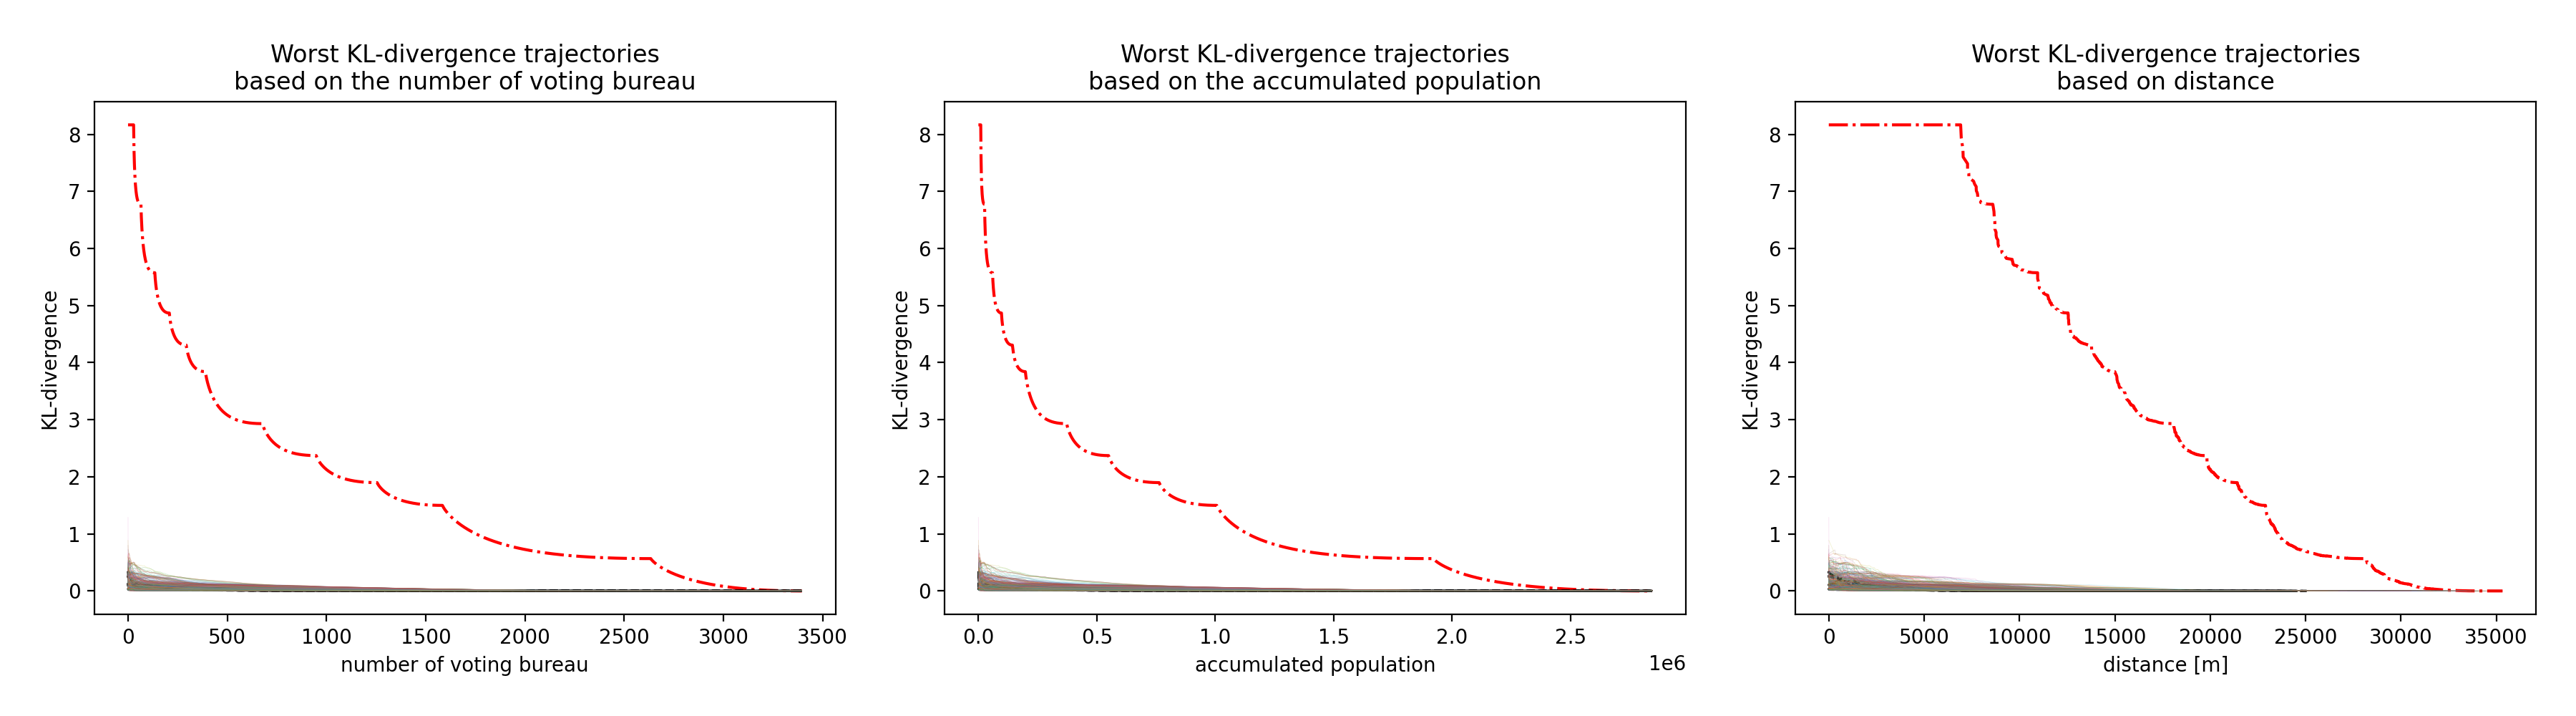 Worst KL-divergence trajectories
based on the number of voting bureau
8
7
6
5
4
3
2
1
0
KL-divergence
0 500 1000 1500 2000 2500 3000 3500
number of voting bureau
Worst KL-divergence trajectories
based on the accumulated population
8
7
6
5
4
3
2
1
0
KL-divergence
0.0 0.5 1.0 1.5 2.0 2.5
1e6
accumulated population
Worst KL-divergence trajectories
based on distance
8
7
6
5
4
3
2
1
0
KL-divergence
0 5000 10000 15000 20000 25000 30000 35000
distance [m]